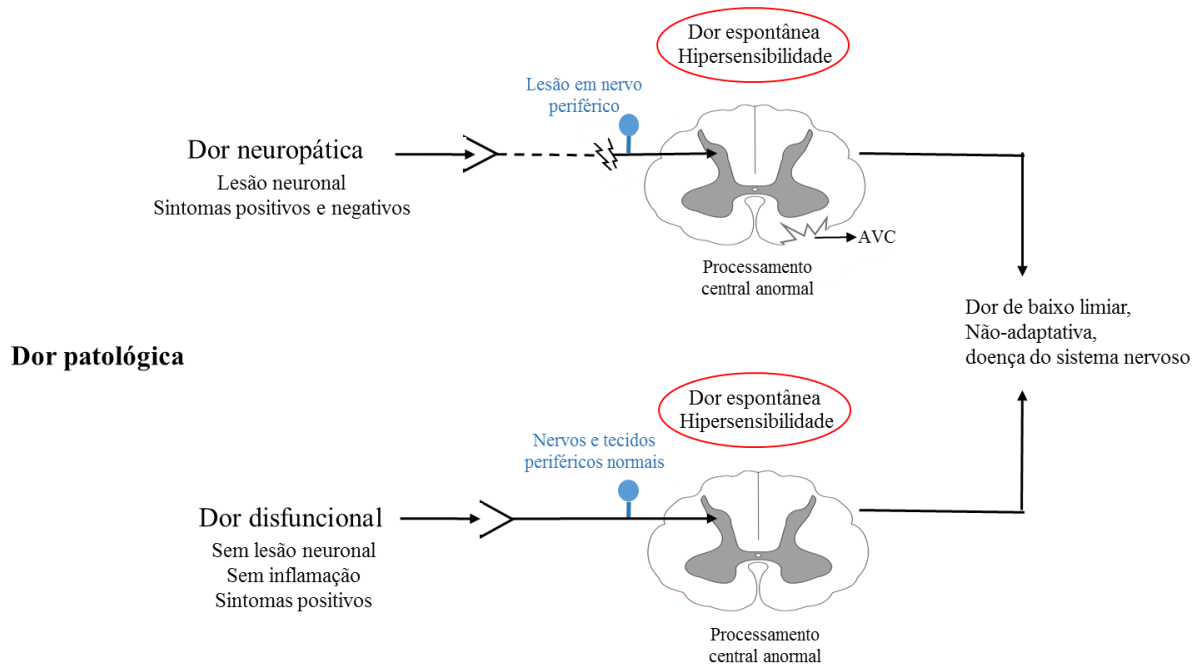 Dor espontânea
Hipersensibilidade
Lesão em nervo
periférico
Dor neuropática
Lesão neuronal
Sintomas positivos e negativos
AVC
Processamento
central anormal
Dor de baixo limiar,
Não-adaptativa,
doença do sistema nervoso
Dor patológica
Dor espontânea
Hipersensibilidade
Nervos e tecidos
periféricos normais
Dor disfuncional
Sem lesão neuronal
Sem inflamação
Sintomas positivos
Processamento
central anormal